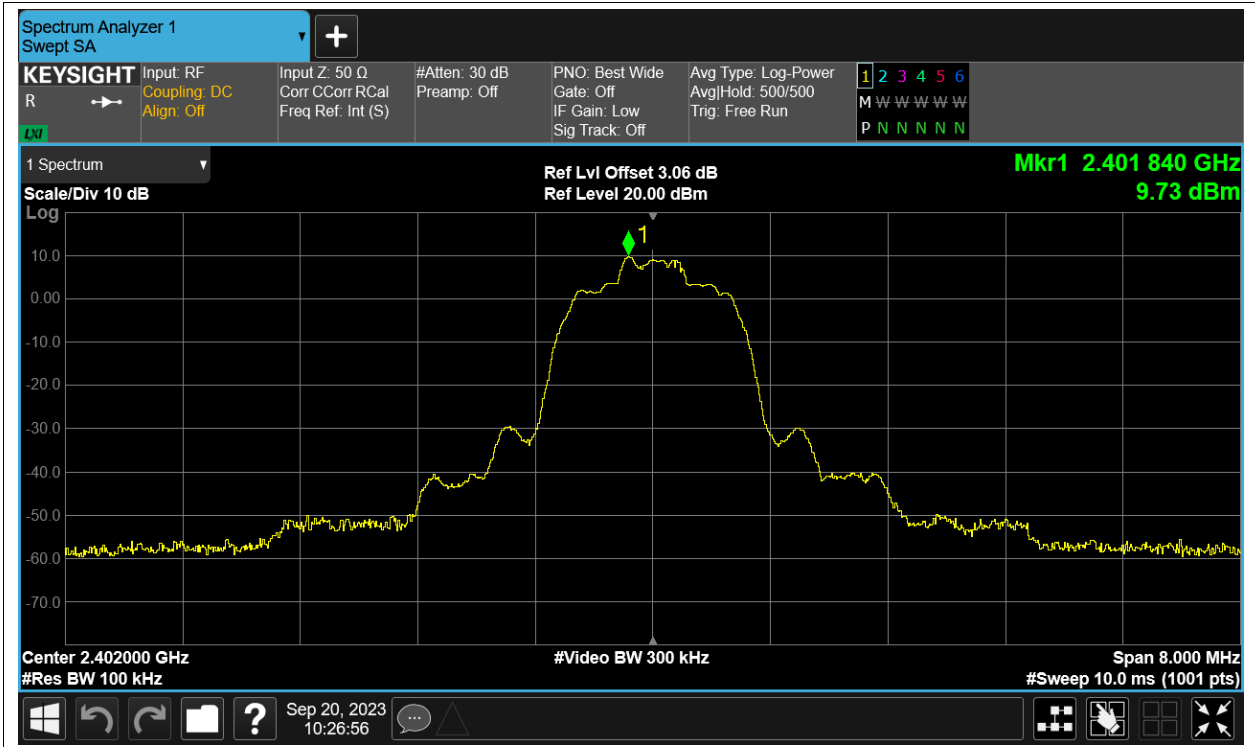 Spectrum Analyzer 1
Swept SA
+
KEYSIGHT
R
LXI
Input: RF
Coupling: DC
Align: Off
Input Z: 50 Ω
Corr CCorr RCal
Freq Ref: Int (S)
#Atten: 30 dB
Preamp: Off
PNO: Best Wide
Gate: Off
IF Gain: Low
Sig Track: Off
Avg Type: Log-Power
Avg|Hold: 500/500
Trig: Free Run
1 2 3 4 5 6
M W W W W W
P N N N N N
1 Spectrum
Scale/Div 10 dB
Log
Ref Lvl Offset 3.06 dB
Ref Level 20.00 dBm
Mkr1 2.401 840 GHz
9.73 dBm
1
10.0
0.00
-10.0
-20.0
-30.0
-40.0
-50.0
-60.0
-70.0
Center 2.402000 GHz
#Res BW 100 kHz
#Video BW 300 kHz
Span 8.000 MHz
#Sweep 10.0 ms (1001 pts)
?
Sep 20, 2023
10:26:56